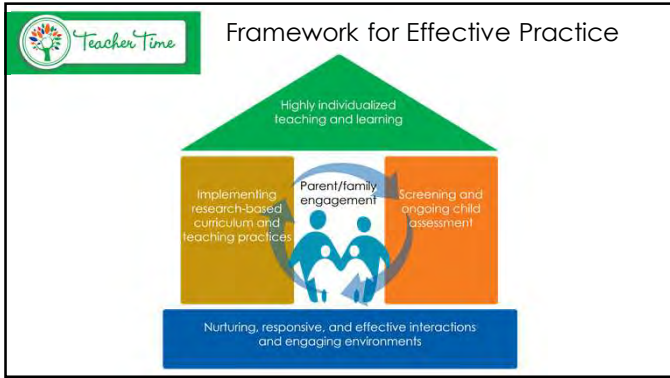 Teacher Time
Framework for Effective Practice
Highly individualized
teaching and learning
Implementing
research-based
curriculum and
teaching practices
Parent/family
engagement
Screening and
ongoing child
assessment
Nurturing, responsive, and effective interactions
and engaging environments